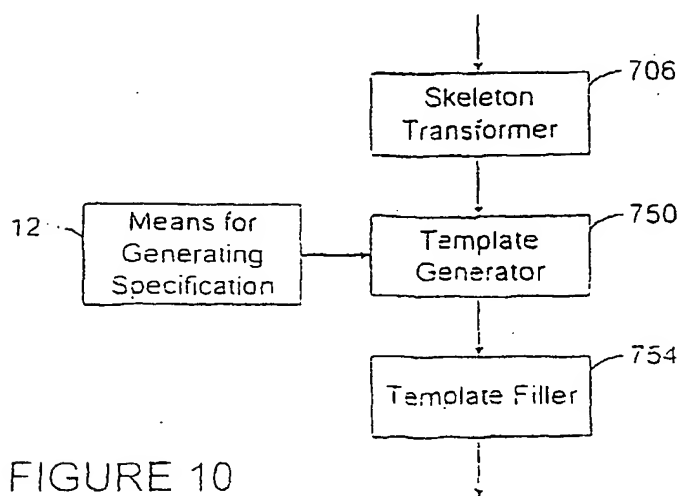 706
Skeleton
Transformer
12
Means for
Generating
Specification
750
Template
Generator
754
Template Filler
FIGURE 10